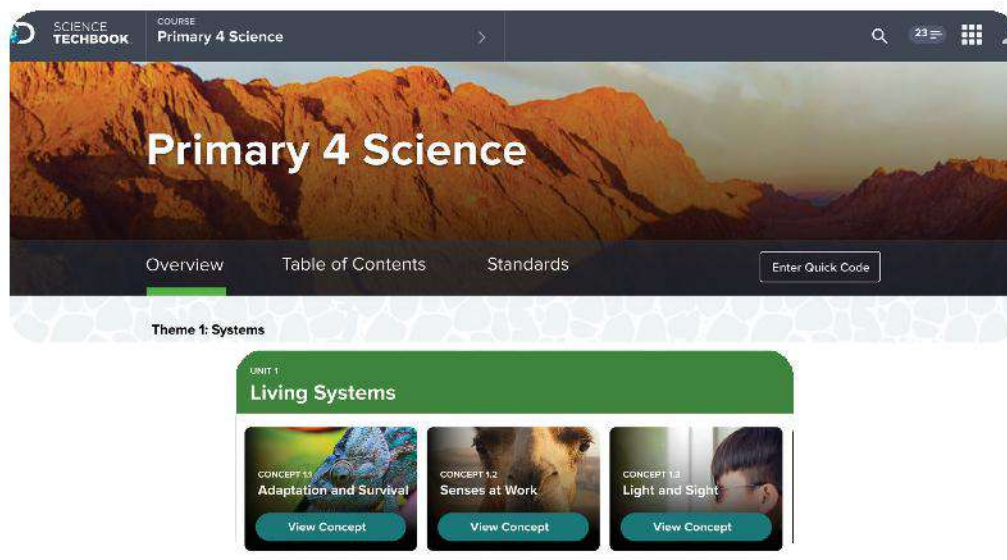 SCIENCE
TECHBOOK
COURSE
Primary 4 Science
23
Primary 4 Science
Overview
Table of Contents
Standards
Enter Quick Code
Theme 1: Systems
UNIT 1
Living Systems
CONCEPT 1.1
Adaptation and Survival
View Concept
CONCEPT 1.2
Senses at Work
View Concept
CONCEPT 1.3
Light and Sight
View Concept